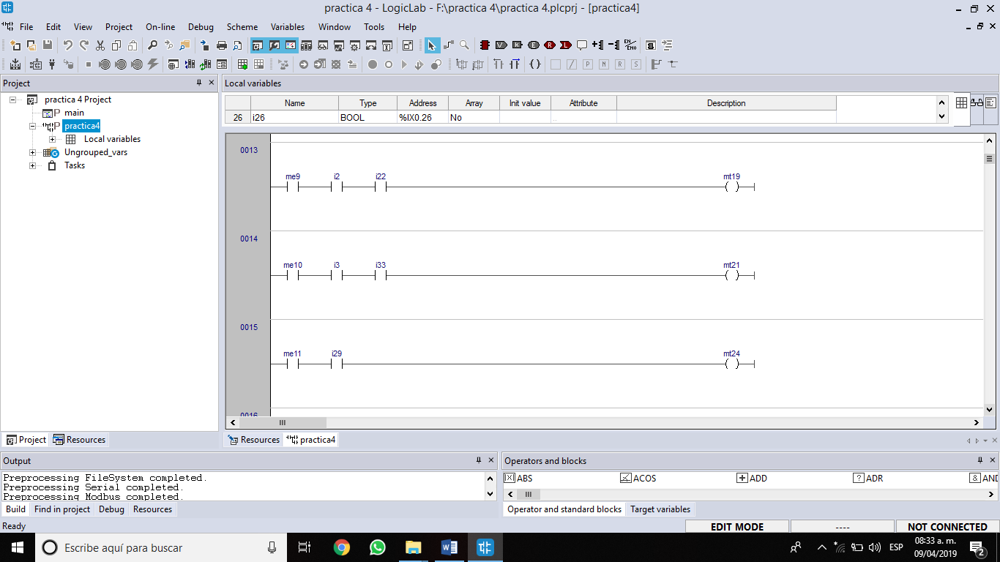 practica 4 - LogicLab - F:\practica 4\practica 4.plcprj - [practica4]
File Edit View Project On-line Debug Scheme Variables Window Tools Help
EN/
ENO
Project
Local variables
practica 4 Project
main
practica4
Local variables
Ungrouped_vars
Tasks
Name Type Address Array Init value Attribute Description
26 i26 BOOL %IX0.26 No ..
0013
me9 i2 i22 mt19
0014
me10 i3 i33 mt21
0015
me11 i29 mt24
0016
Project Resources
Resources practica4
Output
Preprocessing FileSystem completed.
Preprocessing Serial completed.
Preprocessing Modbus completed.
Build Find in project Debug Resources
Operators and blocks
ABS ACOS ADD ADR AND
Operator and standard blocks Target variables
Ready
EDIT MODE ---- NOT CONNECTED
Escribe aquí para buscar
ESP
08:33 a. m.
09/04/2019
2